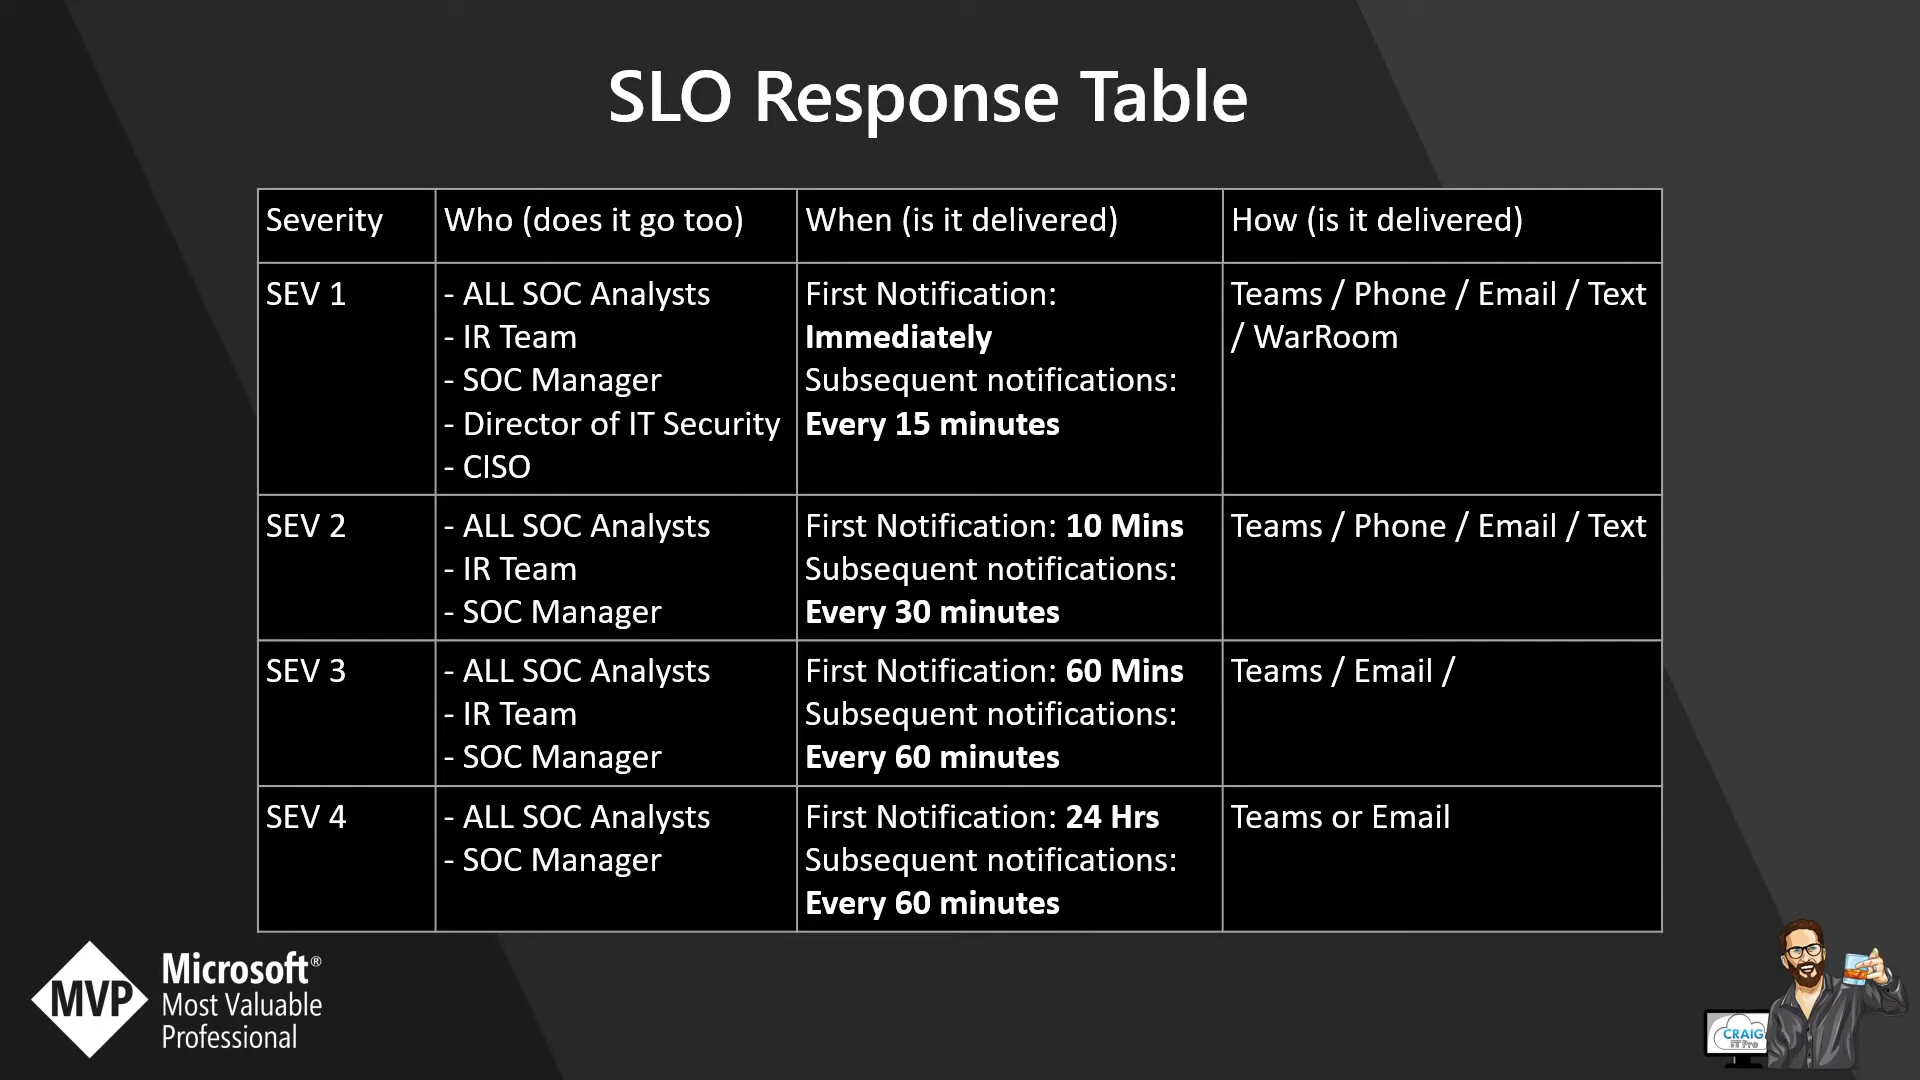 SLO Response Table
Severity
Who (does it go too)
When (is it delivered)
How (is it delivered)
SEV 1
- ALL SOC Analysts
- IR Team
- SOC Manager
- Director of IT Security
- CISO
First Notification:
Immediately
Subsequent notifications:
Every 15 minutes
Teams / Phone / Email / Text
/ WarRoom
SEV 2
- ALL SOC Analysts
- IR Team
- SOC Manager
First Notification: 10 Mins
Subsequent notifications:
Every 30 minutes
Teams / Phone / Email / Text
SEV 3
- ALL SOC Analysts
- IR Team
- SOC Manager
First Notification: 60 Mins
Subsequent notifications:
Every 60 minutes
Teams / Email /
SEV 4
- ALL SOC Analysts
- SOC Manager
First Notification: 24 Hrs
Subsequent notifications:
Every 60 minutes
Teams or Email
MVP
Microsoft®
Most Valuable
Professional
CRAIG
IT Pro